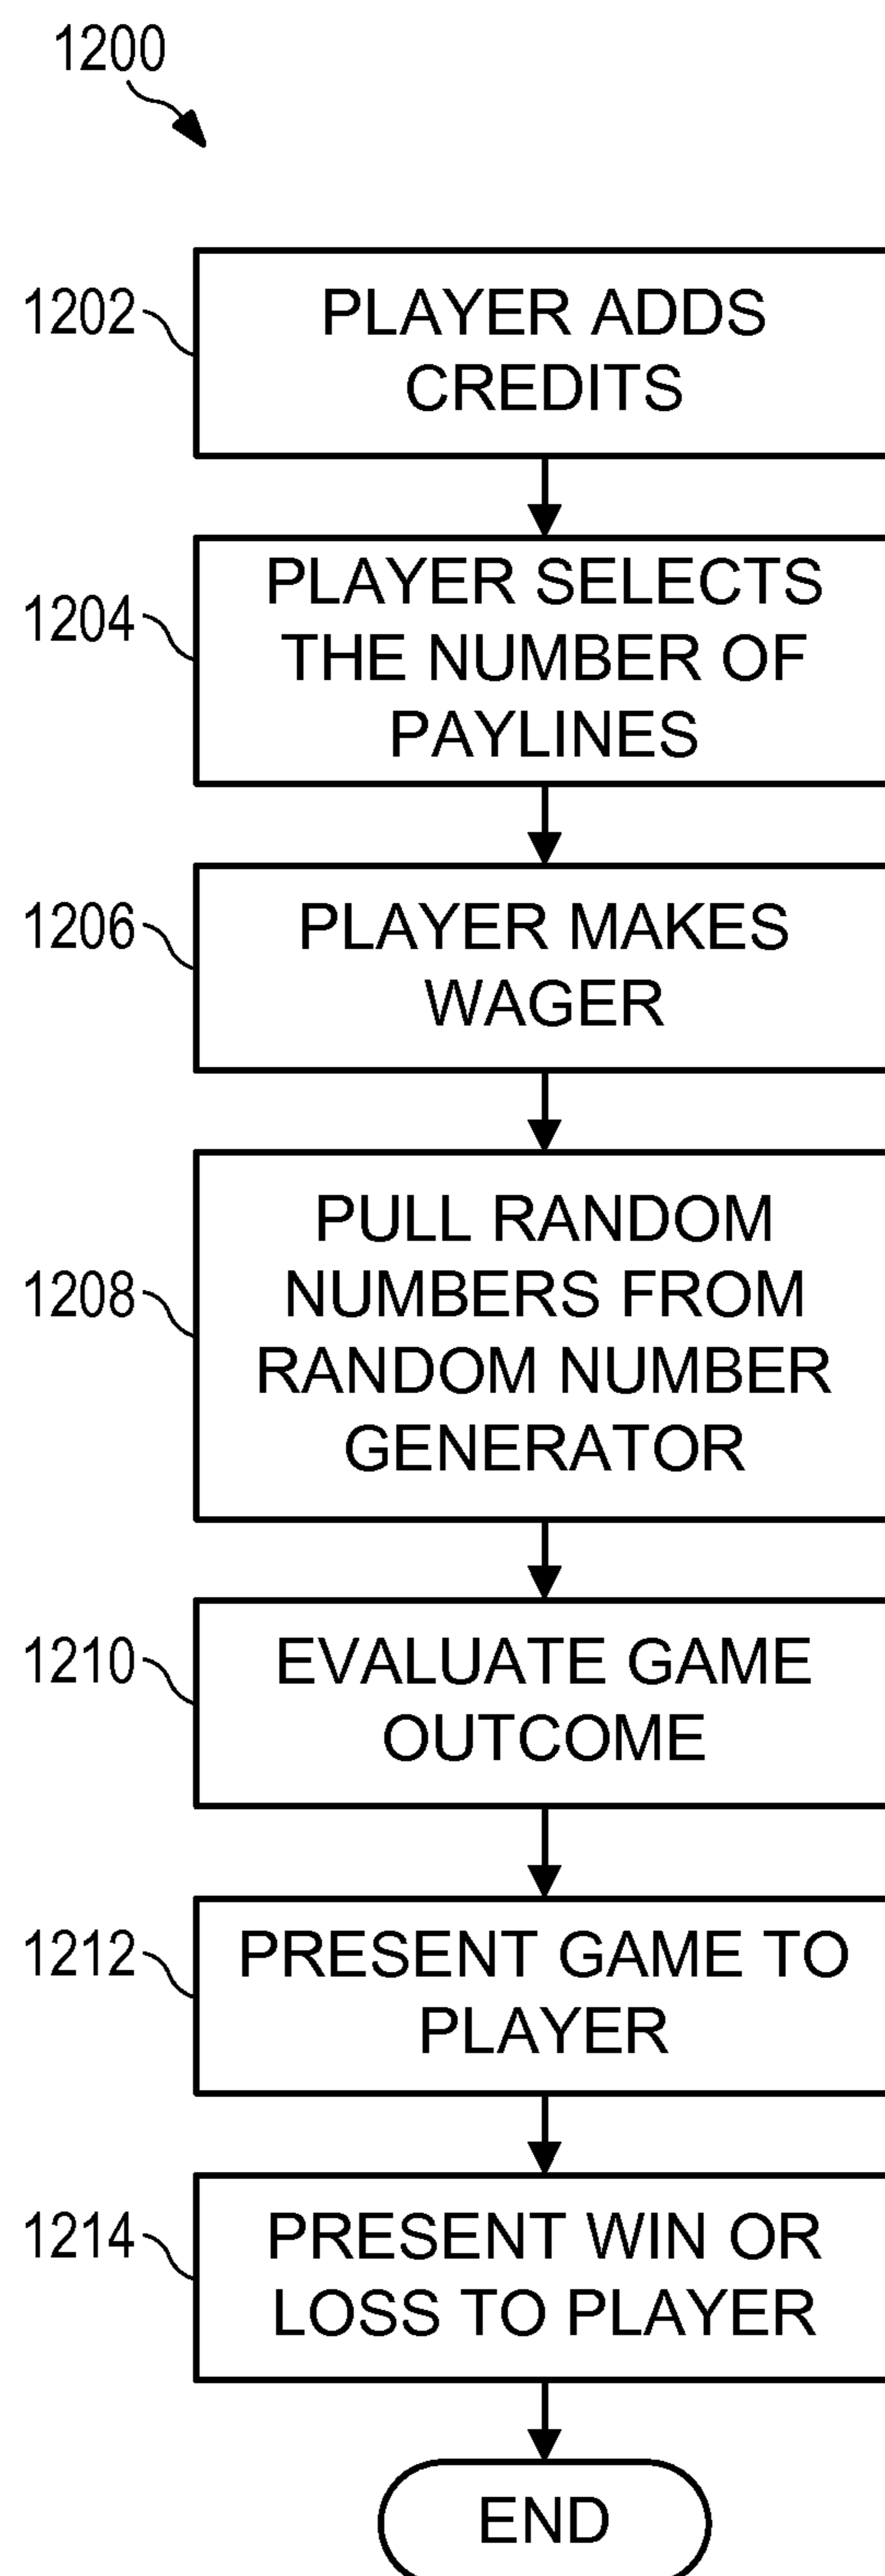 1200
1202
PLAYER ADDS
CREDITS
1204
PLAYER SELECTS
THE NUMBER OF
PAYLINES
1206
PLAYER MAKES
WAGER
1208
PULL RANDOM
NUMBERS FROM
RANDOM NUMBER
GENERATOR
1210
EVALUATE GAME
OUTCOME
1212
PRESENT GAME TO
PLAYER
1214
PRESENT WIN OR
LOSS TO PLAYER
END